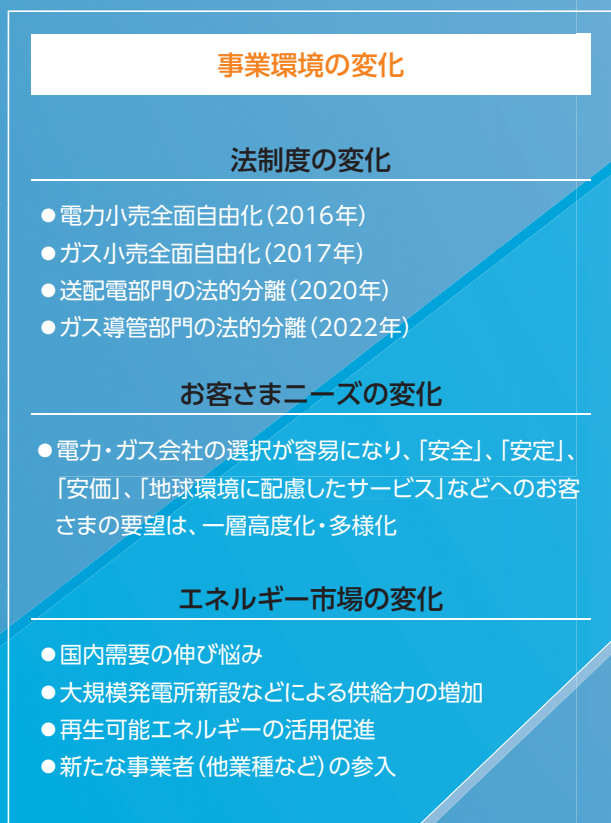 事業環境の変化
法制度の変化
●電力小売全面自由化（2016年）
●ガス小売全面自由化（2017年）
●送配電部門の法的分離（2020年）
●ガス導管部門の法的分離（2022年）
お客さまニーズの変化
●電力・ガス会社の選択が容易になり、「安全」、「安定」、
「安価」、「地球環境に配慮したサービス」などへのお客
さまの要望は、一層高度化・多様化
エネルギー市場の変化
●国内需要の伸び悩み
●大規模発電所新設などによる供給力の増加
●再生可能エネルギーの活用促進
●新たな事業者（他業種など）の参入